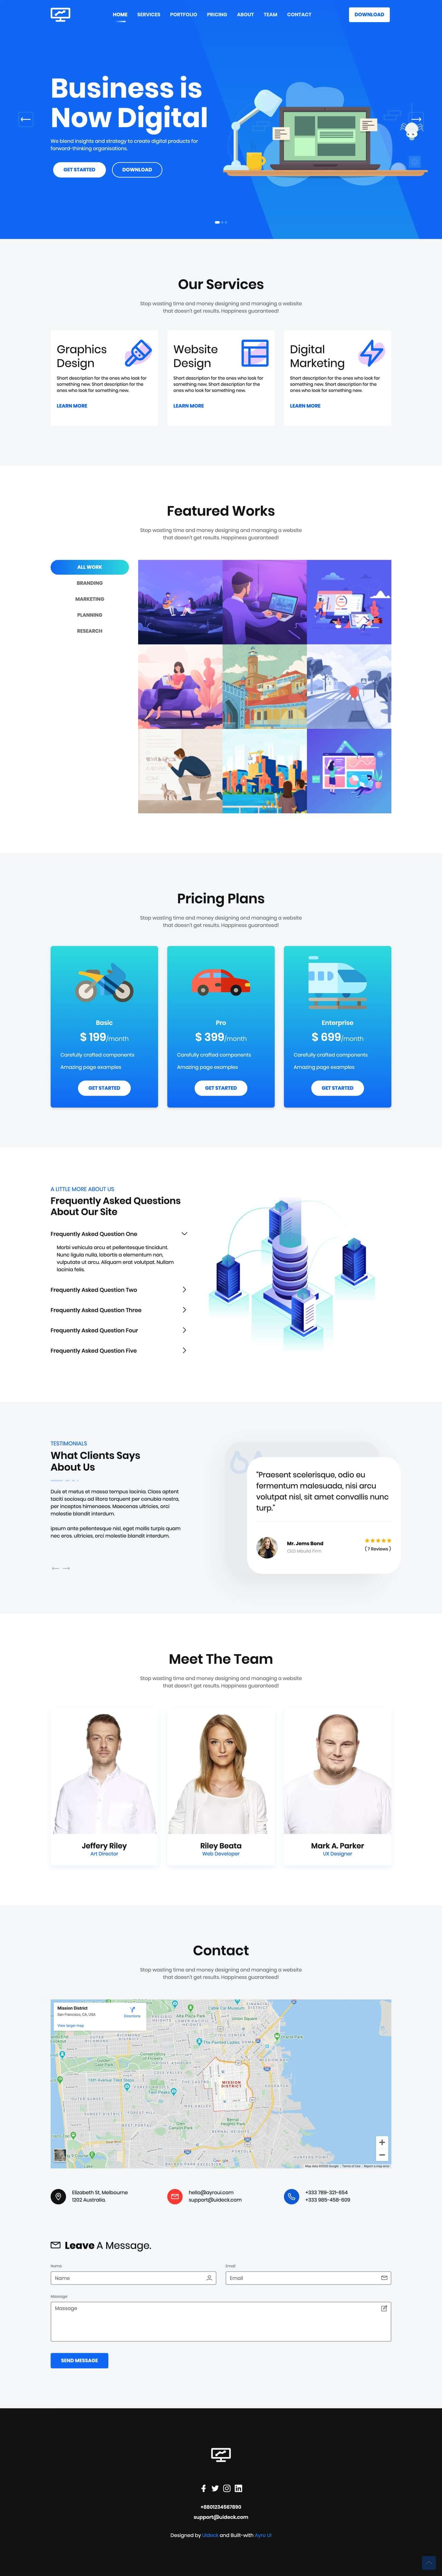 HOME SERVICES PORTFOLIO PRICING ABOUT TEAM CONTACT DOWNLOAD
Business is
Now Digital
We blend insights and strategy to create digital products for
forward-thinking organisations.
GET STARTED DOWNLOAD
Our Services
Stop wasting time and money designing and managing a website
that doesn't get results. Happiness guaranteed!
Graphics
Design
Short description for the ones who look for
something new. Short description for the
ones who look for something new.
LEARN MORE
Website
Design
Short description for the ones who look for
something new. Short description for the
ones who look for something new.
LEARN MORE
Digital
Marketing
Short description for the ones who look for
something new. Short description for the
ones who look for something new.
LEARN MORE
Featured Works
Stop wasting time and money designing and managing a website
that doesn't get results. Happiness guaranteed!
ALL WORK
BRANDING
MARKETING
PLANNING
RESEARCH
Pricing Plans
Stop wasting time and money designing and managing a website
that doesn't get results. Happiness guaranteed!
Basic
$ 199/month
Carefully crafted components
Amazing page examples
GET STARTED
Pro
$ 399/month
Carefully crafted components
Amazing page examples
GET STARTED
Enterprise
$ 699/month
Carefully crafted components
Amazing page examples
GET STARTED
A LITTLE MORE ABOUT US
Frequently Asked Questions
About Our Site
Frequently Asked Question One
Morbi vehicula arcu et pellentesque tincidunt.
Nunc ligula nulla, lobortis a elementum non,
vulputate ut arcu. Aliquam erat volutpat. Nullam
lacinia felis.
Frequently Asked Question Two
Frequently Asked Question Three
Frequently Asked Question Four
Frequently Asked Question Five
TESTIMONIALS
What Clients Says
About Us
Duis et metus et massa tempus lacinia. Class aptent
taciti sociosqu ad litora torquent per conubia nostra,
per inceptos himenaeos. Maecenas ultricies, orci
molestie blandit interdum.
ipsum ante pellentesque nisl, eget mollis turpis quam
nec eros. ultricies, orci molestie blandit interdum.
"Praesent scelerisque, odio eu
fermentum malesuada, nisi arcu
volutpat nisl, sit amet convallis nunc
turp."
Mr. Jems Bond
CEO Mbuild Firm
( 7 Reviews )
Meet The Team
Stop wasting time and money designing and managing a website
that doesn't get results. Happiness guaranteed!
Jeffery Riley
Art Director
Riley Beata
Web Developer
Mark A. Parker
UX Designer
Contact
Stop wasting time and money designing and managing a website
that doesn't get results. Happiness guaranteed!
Mission District
San Francisco, CA, USA
Directions
View larger map
MISSION
DISTRICT
Elizabeth St, Melbourne
1202 Australia.
hello@ayroui.com
support@uideck.com
+333 789-321-654
+333 985-458-609
Leave A Message.
Name
Name
Email
Email
Massage
Massaage
SEND MESSAGE
+8801234567890
support@uideck.com
Designed by UIdeck and Built-with Ayro UI